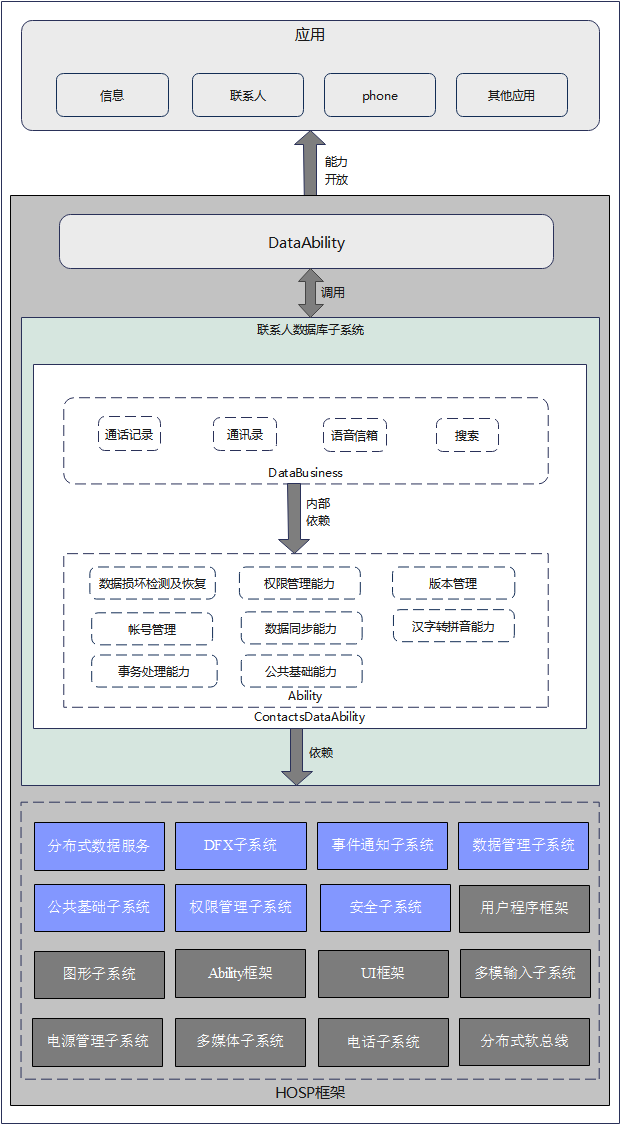 应用
信息
联系人
phone
其他应用
能力
开放
DataAbility
调用
联系人数据库子系统
通话记录
通讯录
语音信箱
搜索
DataBusiness
内部
依赖
数据损坏检测及恢复
权限管理能力
版本管理
帐号管理
数据同步能力
汉字转拼音能力
事务处理能力
公共基础能力
Ability
ContactsDataAbility
依赖
分布式数据服务
DFX子系统
事件通知子系统
数据管理子系统
公共基础子系统
权限管理子系统
安全子系统
用户程序框架
图形子系统
Ability框架
UI框架
多模输入子系统
电源管理子系统
多媒体子系统
电话子系统
分布式软总线
HOSP框架